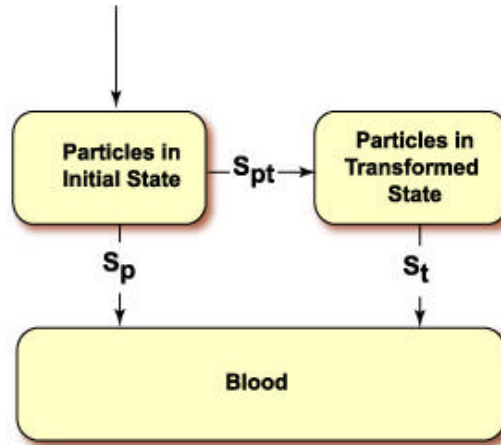 Particles in
Initial State
Spt
Particles in
Transformed
State
Sp
St
Blood